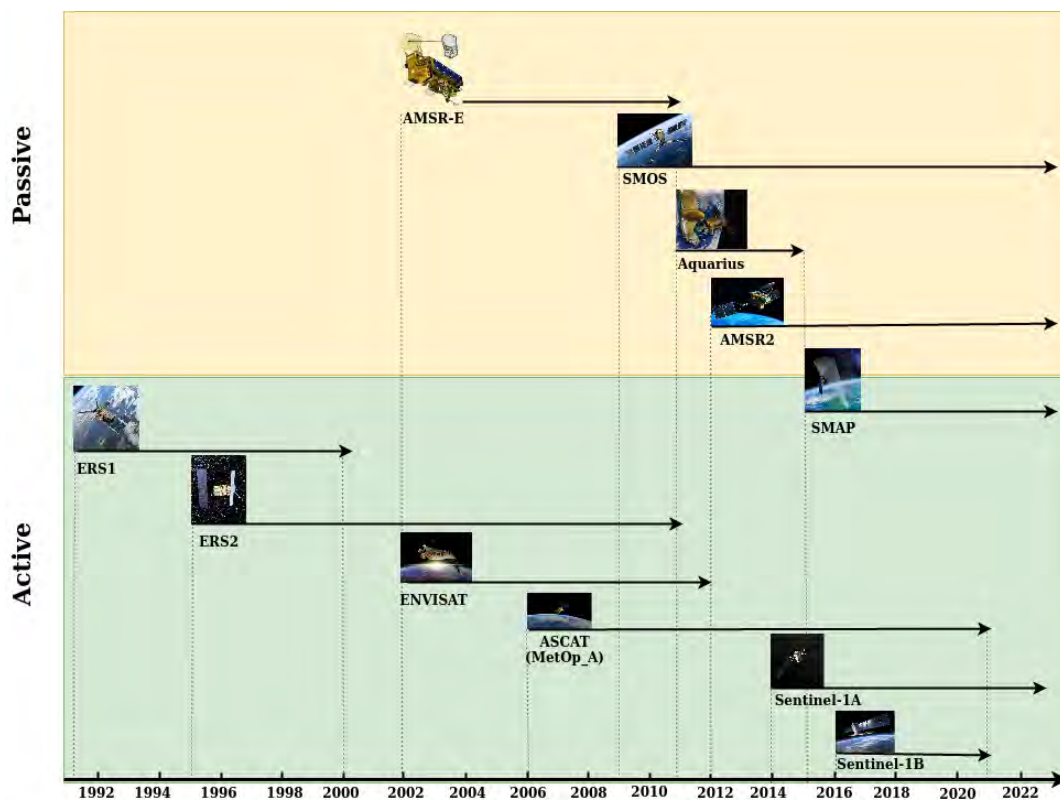 Passive
AMSR-E
SMOS
Aquarius
AMSR2
SMAP
Active
ERS1
ERS2
ENVISAT
ASCAT
(MetOp_A)
Sentinel-1A
Sentinel-1B
1992 1994 1996 1998 2000 2002 2004 2006 2008 2010 2012 2014 2016 2018 2020 2022